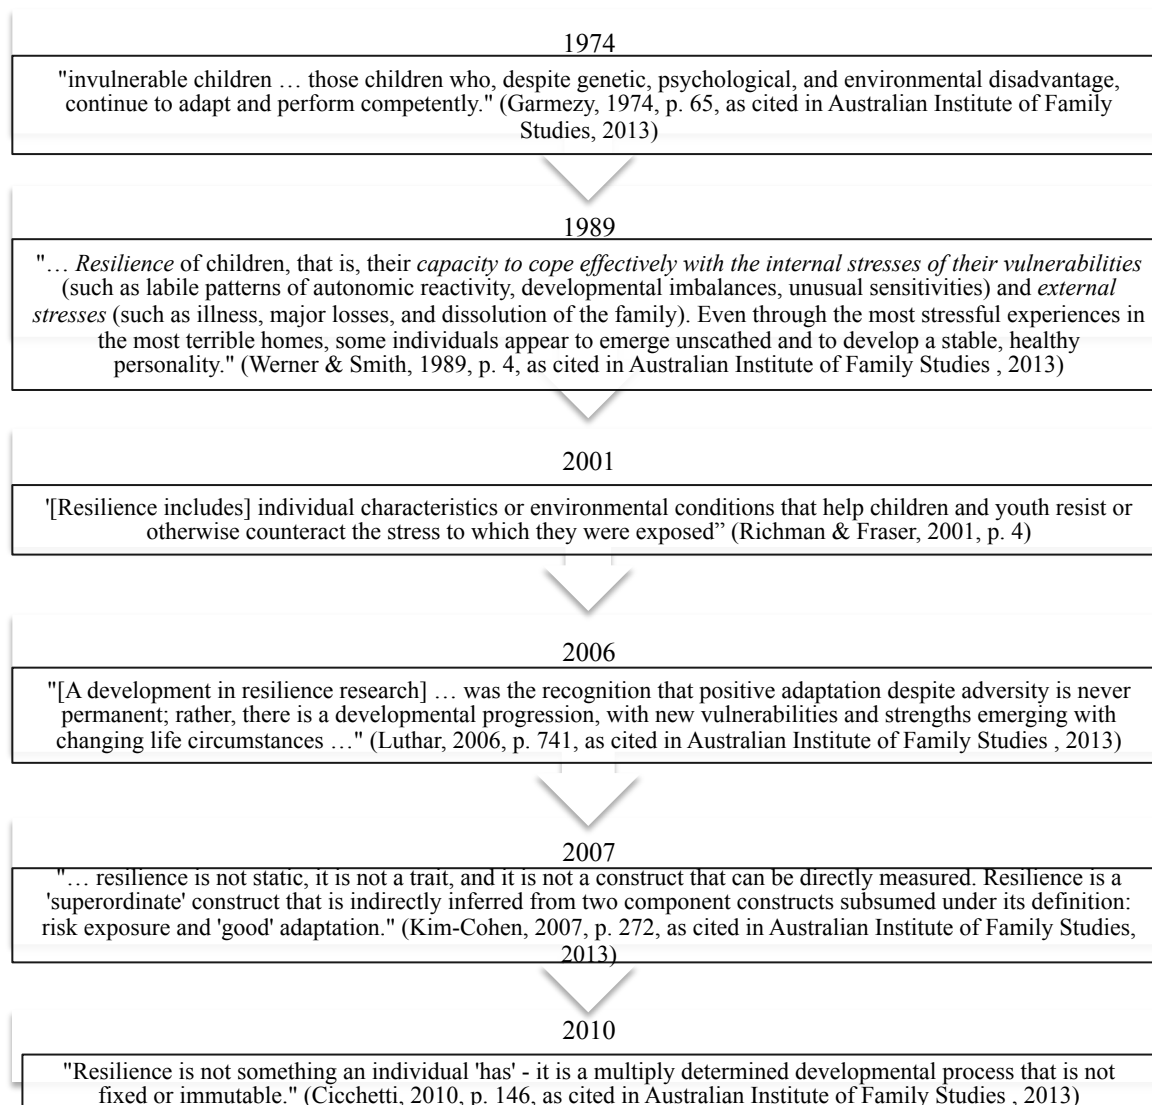 1974
"invulnerable children … those children who, despite genetic, psychological, and environmental disadvantage,
continue to adapt and perform competently." (Garmezy, 1974, p. 65, as cited in Australian Institute of Family
Studies, 2013)
1989
"… Resilience of children, that is, their capacity to cope effectively with the internal stresses of their vulnerabilities
(such as labile patterns of autonomic reactivity, developmental imbalances, unusual sensitivities) and external
stresses (such as illness, major losses, and dissolution of the family). Even through the most stressful experiences in
the most terrible homes, some individuals appear to emerge unscathed and to develop a stable, healthy
personality." (Werner & Smith, 1989, p. 4, as cited in Australian Institute of Family Studies , 2013)
2001
'[Resilience includes] individual characteristics or environmental conditions that help children and youth resist or
otherwise counteract the stress to which they were exposed” (Richman & Fraser, 2001, p. 4)
2006
"[A development in resilience research] … was the recognition that positive adaptation despite adversity is never
permanent; rather, there is a developmental progression, with new vulnerabilities and strengths emerging with
changing life circumstances …" (Luthar, 2006, p. 741, as cited in Australian Institute of Family Studies , 2013)
2007
"… resilience is not static, it is not a trait, and it is not a construct that can be directly measured. Resilience is a
'superordinate' construct that is indirectly inferred from two component constructs subsumed under its definition:
risk exposure and 'good' adaptation." (Kim-Cohen, 2007, p. 272, as cited in Australian Institute of Family Studies,
2013)
2010
"Resilience is not something an individual 'has' - it is a multiply determined developmental process that is not
fixed or immutable." (Cicchetti, 2010, p. 146, as cited in Australian Institute of Family Studies , 2013)